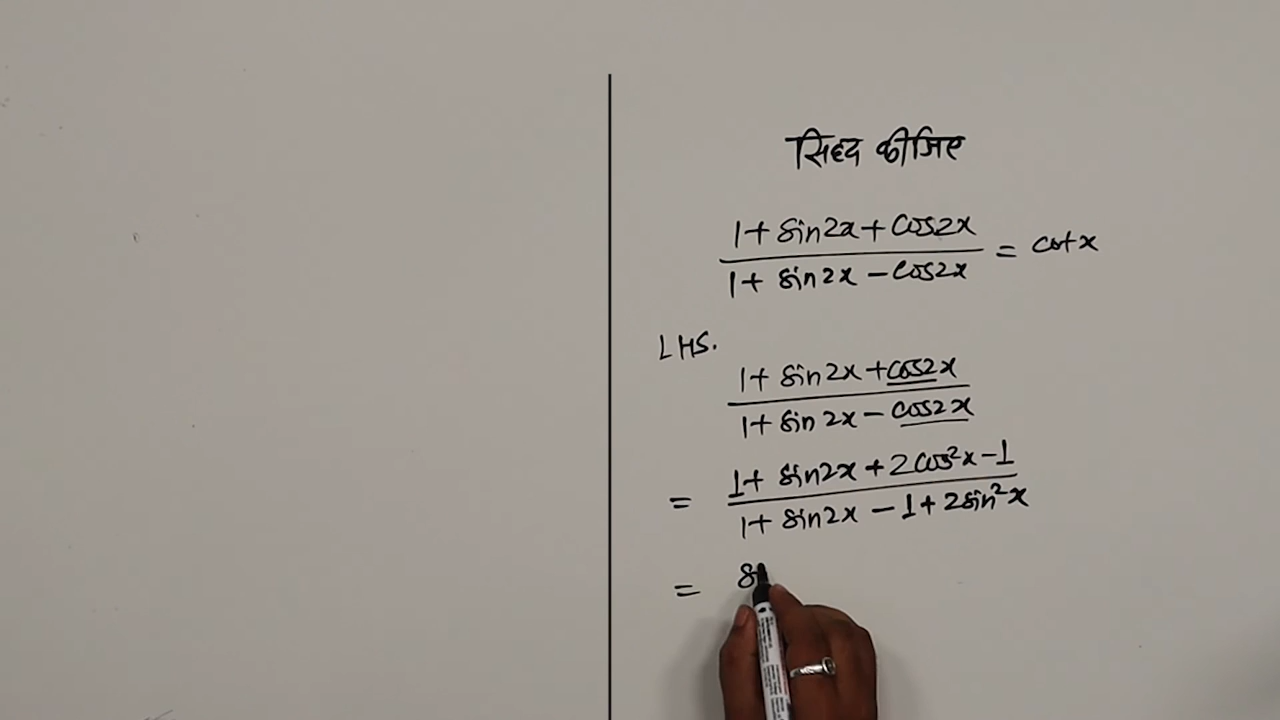 सिध्द कीजिए
1+ sin2x + cos2x
= cotx
1+ sin2x - cos2x
LHS.
1+ sin2x + cos2x
1+ sin2x - cos2x
1+ sin2x + 2cos²x - 1
=
1+ sin2x - 1 + 2sin²x
=